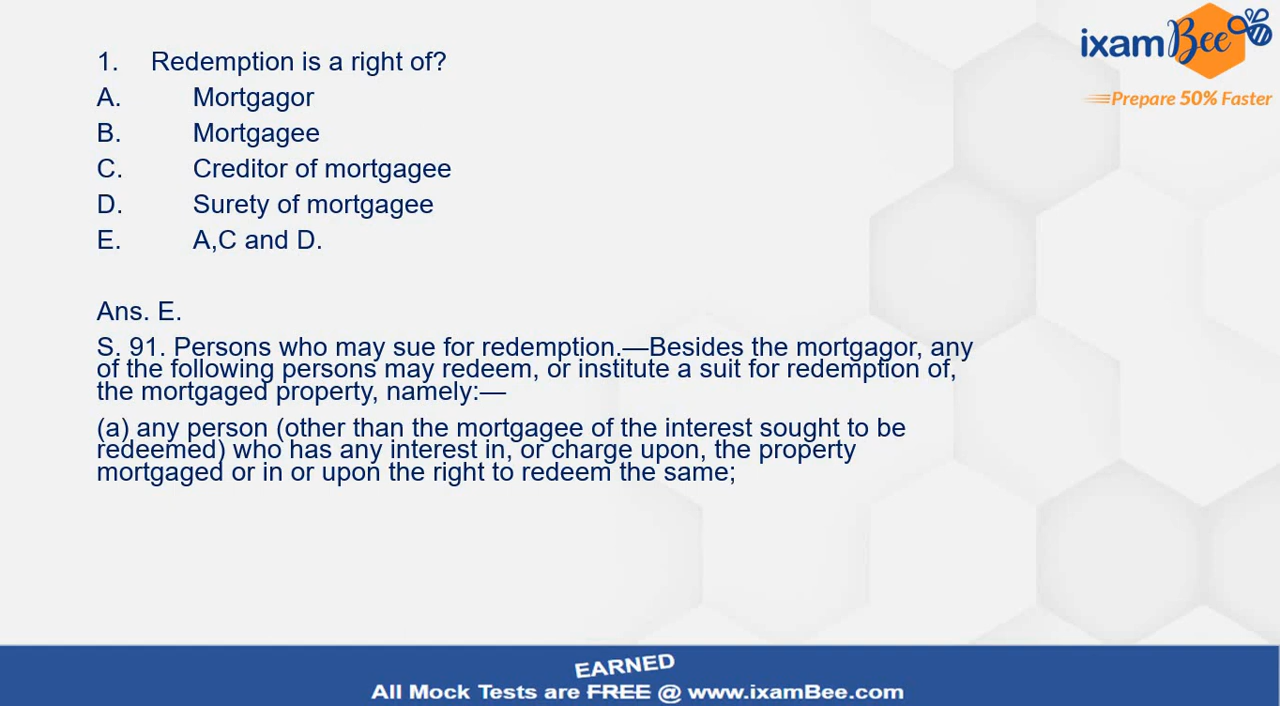 ixamBee
Prepare 50% Faster
1. Redemption is a right of?
A. Mortgagor
B. Mortgagee
C. Creditor of mortgagee
D. Surety of mortgagee
E. A,C and D.
Ans. E.
S. 91. Persons who may sue for redemption.—Besides the mortgagor, any
of the following persons may redeem, or institute a suit for redemption of,
the mortgaged property, namely:—
(a) any person (other than the mortgagee of the interest sought to be
redeemed) who has any interest in, or charge upon, the property
mortgaged or in or upon the right to redeem the same;
EARNED
All Mock Tests are FREE @ www.ixamBee.com